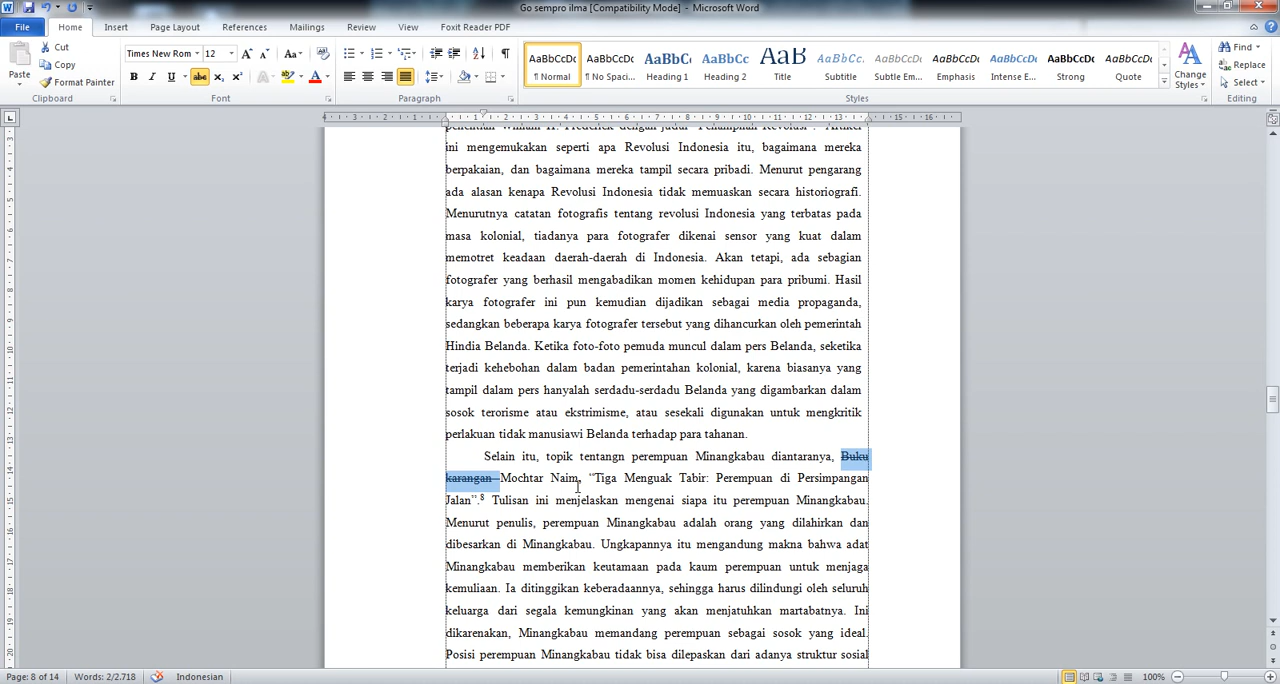 Go sempro ilma [Compatibility Mode] - Microsoft Word
File Home Insert Page Layout References Mailings Review View Foxit Reader PDF
Paste Cut Copy Format Painter Clipboard
Times New Rom 12 Font
Paragraph
AaBbCcDc ¶ Normal
AaBbCcDc ¶ No Spaci...
AaBbC Heading 1
AaBbCc Heading 2
AaB Title
AaBbCc. Subtitle
AaBbCcDc Subtle Em...
AaBbCcDc Emphasis
AaBbCcDc Intense E...
AaBbCcDc Strong
AaBbCcDc Quote
Change Styles Styles
Find Replace Select Editing
ini mengemukakan seperti apa Revolusi Indonesia itu, bagaimana mereka
berpakaian, dan bagaimana mereka tampil secara pribadi. Menurut pengarang
ada alasan kenapa Revolusi Indonesia tidak memuaskan secara historiografi.
Menurutnya catatan fotografis tentang revolusi Indonesia yang terbatas pada
masa kolonial, tiadanya para fotografer dikenai sensor yang kuat dalam
memotret keadaan daerah-daerah di Indonesia. Akan tetapi, ada sebagian
fotografer yang berhasil mengabadikan momen kehidupan para pribumi. Hasil
karya fotografer ini pun kemudian dijadikan sebagai media propaganda,
sedangkan beberapa karya fotografer tersebut yang dihancurkan oleh pemerintah
Hindia Belanda. Ketika foto-foto pemuda muncul dalam pers Belanda, seketika
terjadi kehebohan dalam badan pemerintahan kolonial, karena biasanya yang
tampil dalam pers hanyalah serdadu-serdadu Belanda yang digambarkan dalam
sosok terorisme atau ekstrimisme, atau sesekali digunakan untuk mengkritik
perlakuan tidak manusiawi Belanda terhadap para tahanan.
Selain itu, topik tentangn perempuan Minangkabau diantaranya, Buku
karangan Mochtar Naim, “Tiga Menguak Tabir: Perempuan di Persimpangan
Jalan”.8 Tulisan ini menjelaskan mengenai siapa itu perempuan Minangkabau.
Menurut penulis, perempuan Minangkabau adalah orang yang dilahirkan dan
dibesarkan di Minangkabau. Ungkapannya itu mengandung makna bahwa adat
Minangkabau memberikan keutamaan pada kaum perempuan untuk menjaga
kemuliaan. Ia ditinggikan keberadaannya, sehingga harus dilindungi oleh seluruh
keluarga dari segala kemungkinan yang akan menjatuhkan martabatnya. Ini
dikarenakan, Minangkabau memandang perempuan sebagai sosok yang ideal.
Posisi perempuan Minangkabau tidak bisa dilepaskan dari adanya struktur sosial
Page: 8 of 14 Words: 2/2.718 Indonesian 100%